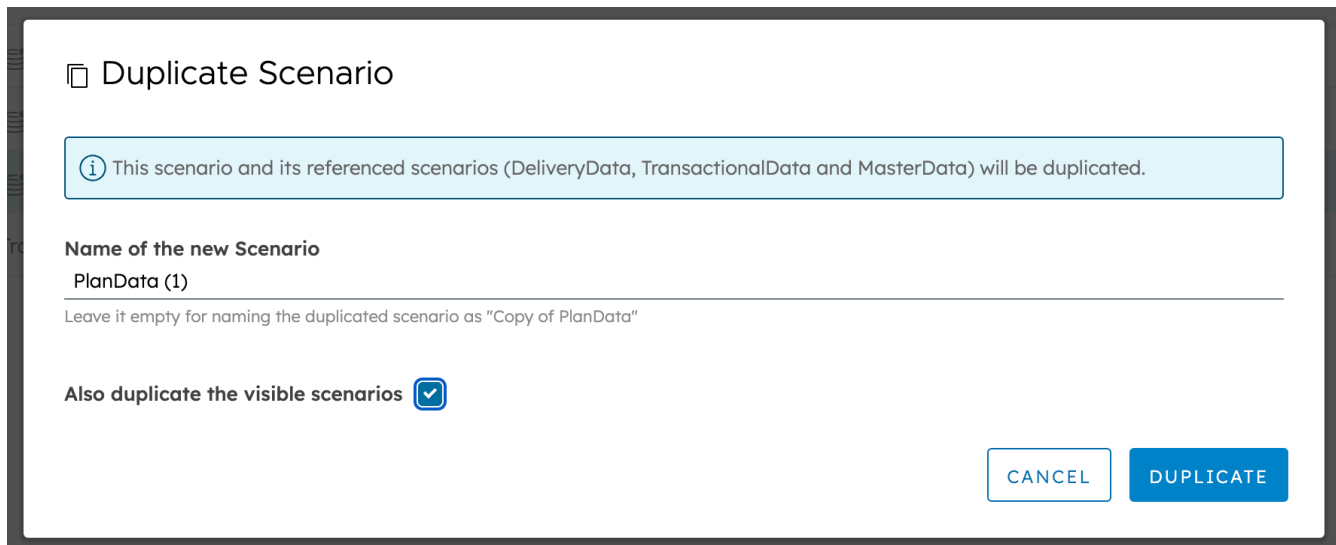 Duplicate Scenario
This scenario and its referenced scenarios (DeliveryData, TransactionalData and MasterData) will be duplicated.
Name of the new Scenario
PlanData (1)
Leave it empty for naming the duplicated scenario as "Copy of PlanData"
Also duplicate the visible scenarios
CANCEL
DUPLICATE